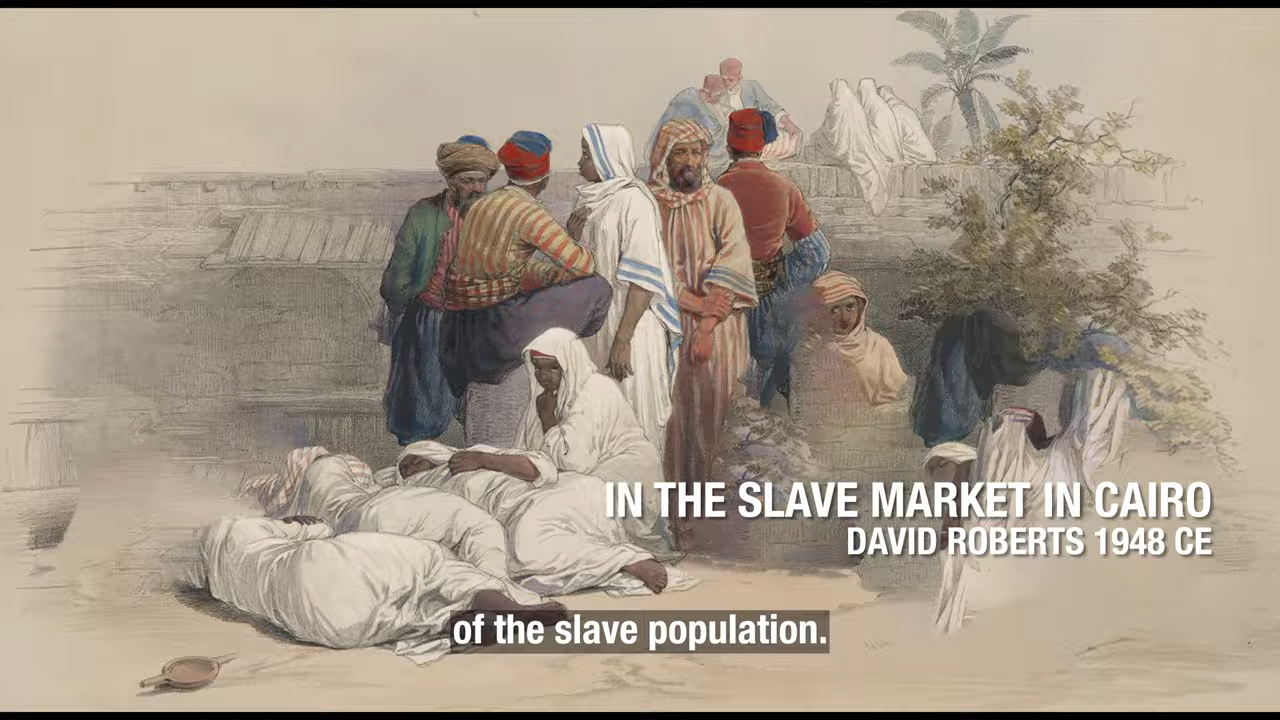 IN THE SLAVE MARKET IN CAIRO
DAVID ROBERTS 1948 CE
of the slave population.